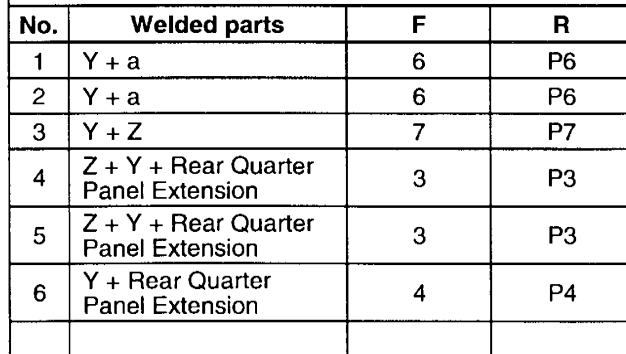 No. Welded parts F R
1 Y + a 6 P6
2 Y + a 6 P6
3 Y + Z 7 P7
4 Z + Y + Rear Quarter Panel Extension 3 P3
5 Z + Y + Rear Quarter Panel Extension 3 P3
6 Y + Rear Quarter Panel Extension 4 P4